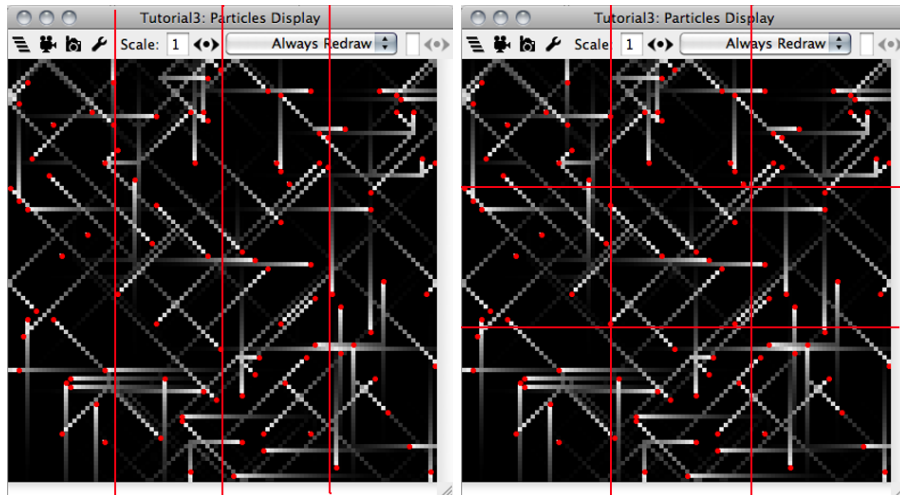 Tutorial3: Particles Display
Scale: 1 Always Redraw
Tutorial3: Particles Display
Scale 1 Always Redraw